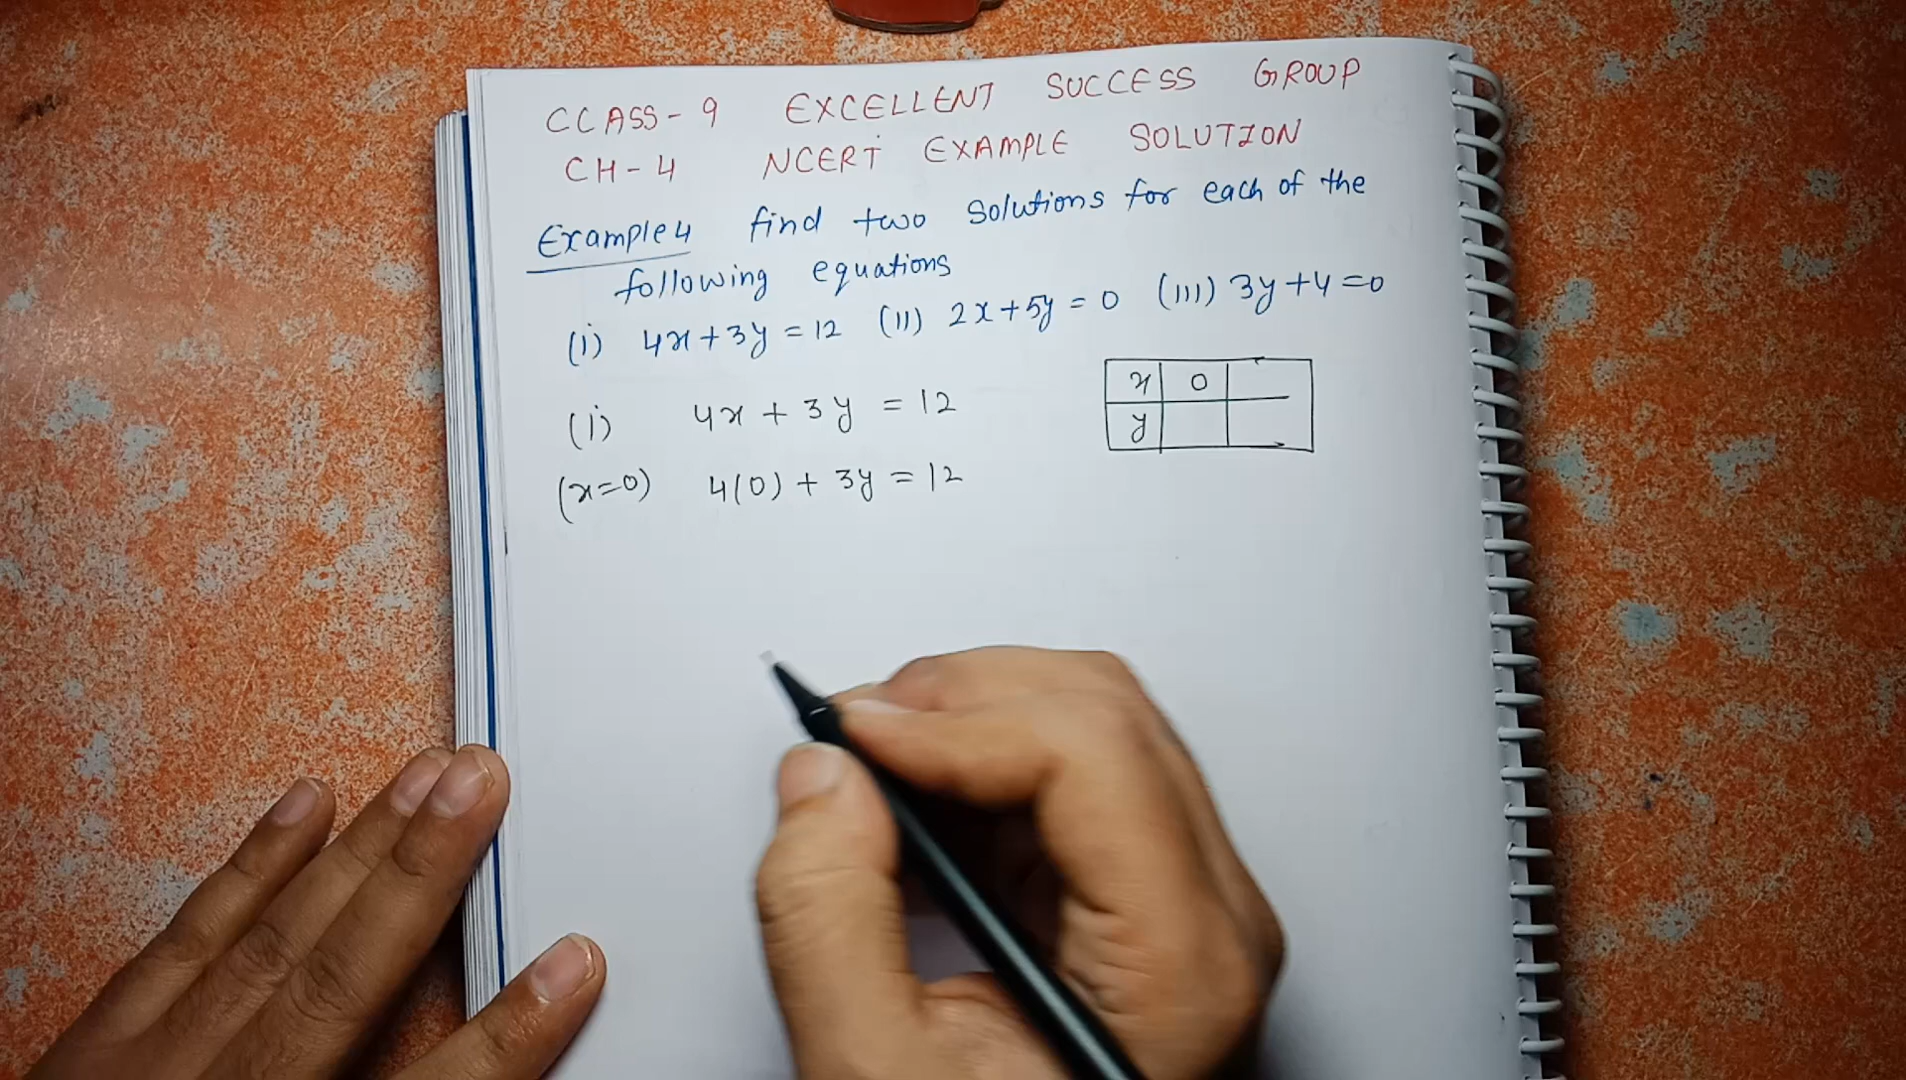 CCASS-9 EXCELLENT SUCCESS GROUP
CH-4 NCERT EXAMPLE SOLUTION
Example 4 find two solutions for each of the
following equations
(i) 4x+3y=12 (II) 2x+5y=0 (III) 3y+4=0
(i) 4x+3y=12
x 0
y
(x=0) 4(0)+3y=12